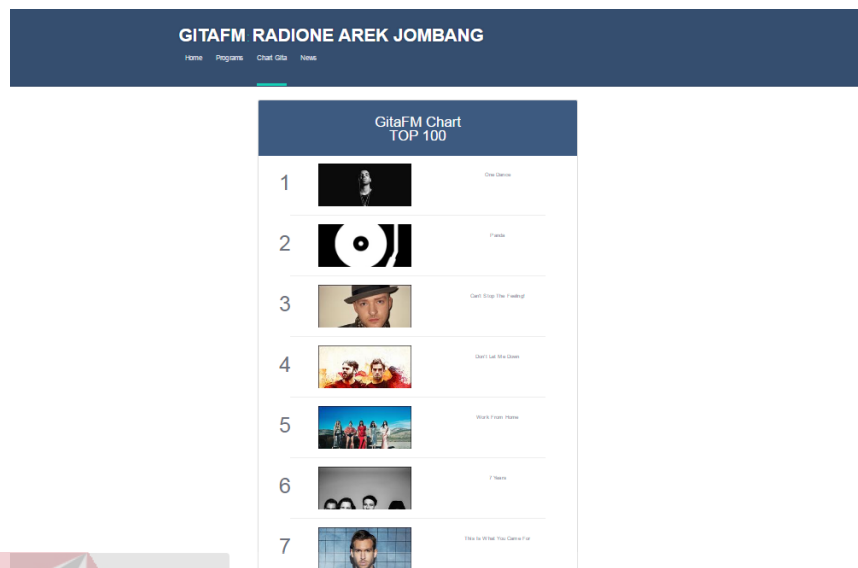 GITAFM RADIONE AREK JOMBANG
Home Programs Chart Gita News
GitaFM Chart
TOP 100
1 One Dance
2 Panda
3 Can't Stop The Feeling!
4 Don't Let Me Down
5 Work From Home
6 7 Years
7 This Is What You Came For